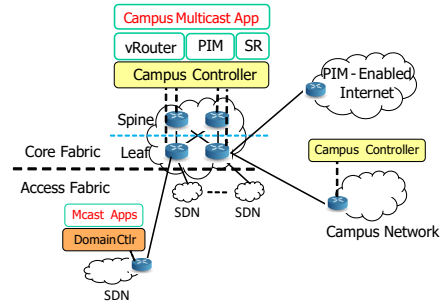 Campus Multicast App
vRouter
PIM
SR
Campus Controller
PIM-Enabled
Internet
Spine
Leaf
Core Fabric
Access Fabric
Campus Controller
SDN
SDN
Mcast Apps
DomainCtlr
Campus Network
SDN